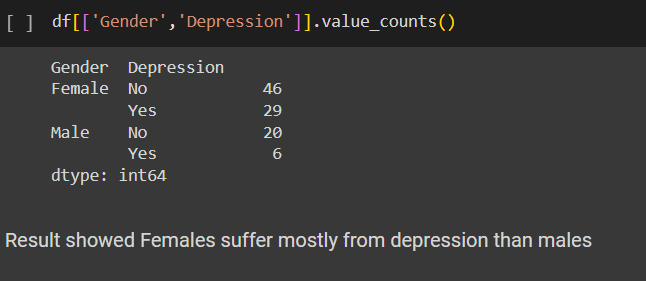 [ ] df[['Gender','Depression']].value_counts()
Gender  Depression
Female  No            46
        Yes           29
Male    No            20
        Yes            6
dtype: int64
Result showed Females suffer mostly from depression than males